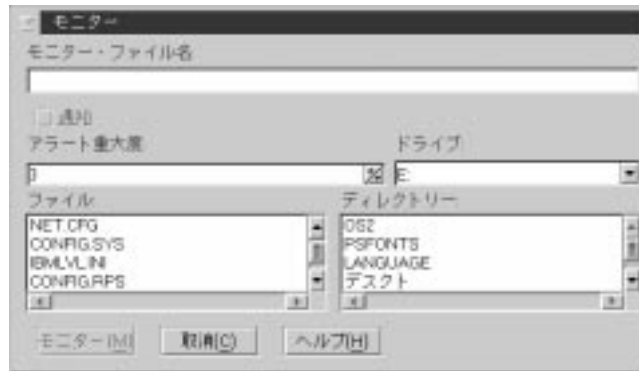 モニター
モニター・ファイル名
通知
アラート重大度
ドライブ:
E:
ファイル:
ディレクトリー:
NET.CFG
CONFIG.SYS
IBMLVL.INI
CONFIG.RPS
OS2
PSFONTS
LANGUAGE
デスクト
モニター(M)
取消(C)
ヘルプ(H)